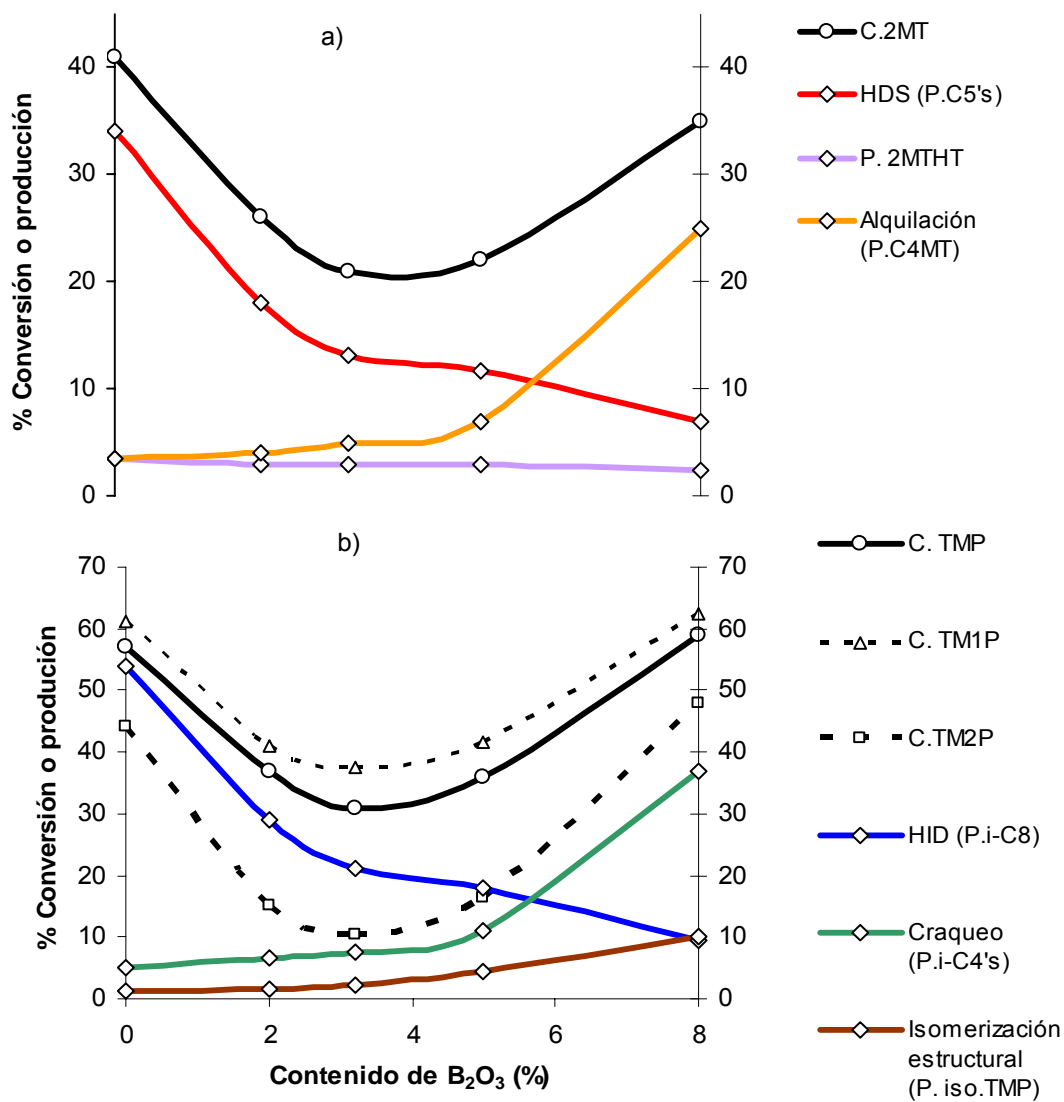 a)
% Conversión o producción
40
30
20
10
0
40
30
20
10
0
C.2MT
HDS (P.C5's)
P. 2MTHT
Alquilación
(P.C4MT)
b)
% Conversión o produción
70
60
50
40
30
20
10
0
70
60
50
40
30
20
10
0
0 2 4 6 8
Contenido de B₂O₃ (%)
C. TMP
C. TM1P
C.TM2P
HID (P.i-C8)
Craqueo
(P.i-C4's)
Isomerización
estructural
(P. iso.TMP)